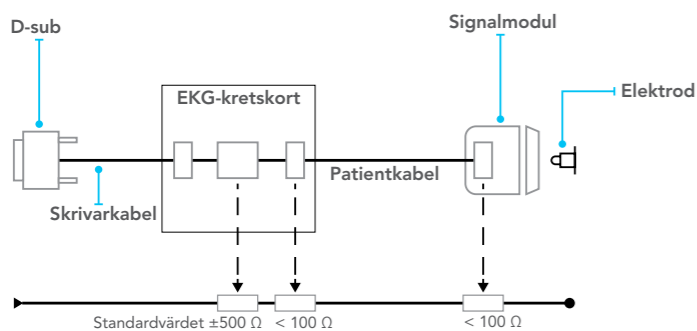 D-sub
Signalmodul
EKG-kretskort
Elektrod
Patientkabel
Skrivarkabel
Standardvärdet ±500 Ω
< 100 Ω
< 100 Ω